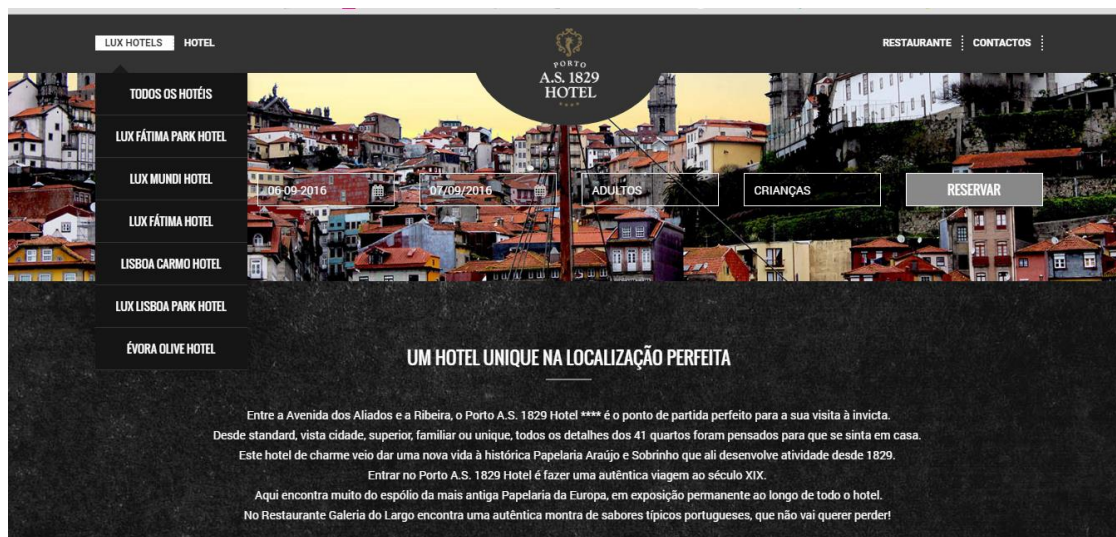 LUX HOTELS
HOTEL
PORTO
A.S. 1829
HOTEL
RESTAURANTE
CONTACTOS
TODOS OS HOTÉIS
LUX FÁTIMA PARK HOTEL
LUX MUNDI HOTEL
LUX FÁTIMA HOTEL
LISBOA CARMO HOTEL
LUX LISBOA PARK HOTEL
ÉVORA OLIVE HOTEL
06-09-2016
07/09/2016
ADULTOS
CRIANÇAS
RESERVAR
UM HOTEL UNIQUE NA LOCALIZAÇÃO PERFEITA
Entre a Avenida dos Aliados e a Ribeira, o Porto A.S. 1829 Hotel **** é o ponto de partida perfeito para a sua visita à invicta.
Desde standard, vista cidade, superior, familiar ou unique, todos os detalhes dos 41 quartos foram pensados para que se sinta em casa.
Este hotel de charme veio dar uma nova vida à histórica Papelaria Araújo e Sobrinho que ali desenvolve atividade desde 1829.
Entrar no Porto A.S. 1829 Hotel é fazer uma autêntica viagem ao século XIX.
Aqui encontra muito do espólio da mais antiga Papelaria da Europa, em exposição permanente ao longo de todo o hotel.
No Restaurante Galeria do Largo encontra uma autêntica montra de sabores típicos portugueses, que não vai querer perder!